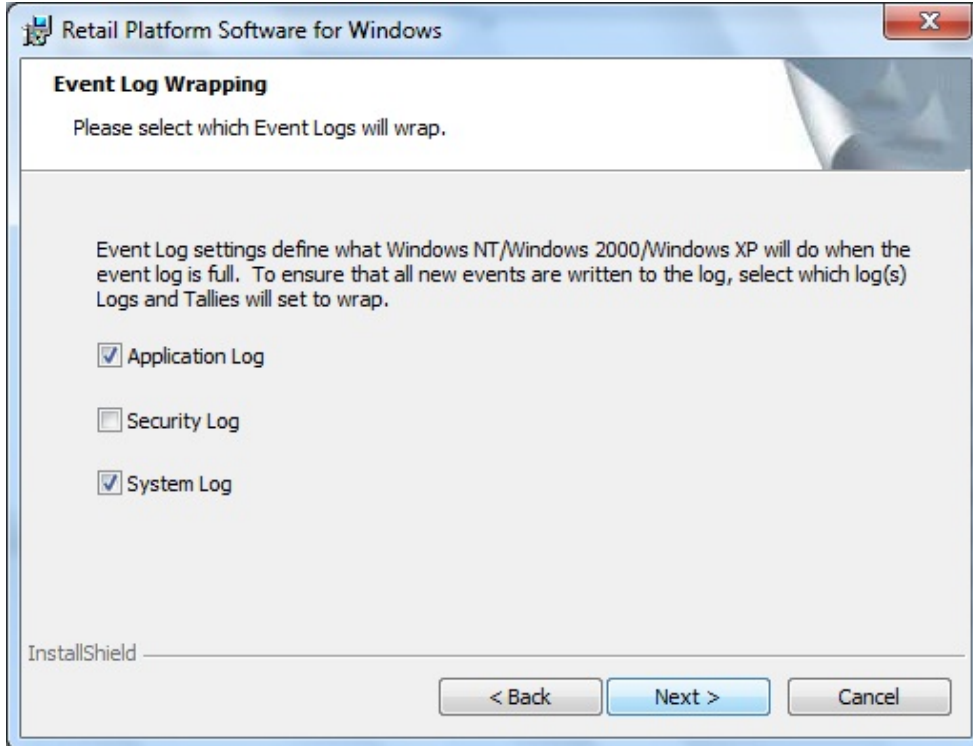 Retail Platform Software for Windows
Event Log Wrapping
Please select which Event Logs will wrap.
Event Log settings define what Windows NT/Windows 2000/Windows XP will do when the
event log is full.  To ensure that all new events are written to the log, select which log(s)
Logs and Tallies will set to wrap.
Application Log
Security Log
System Log
InstallShield
< Back
Next >
Cancel